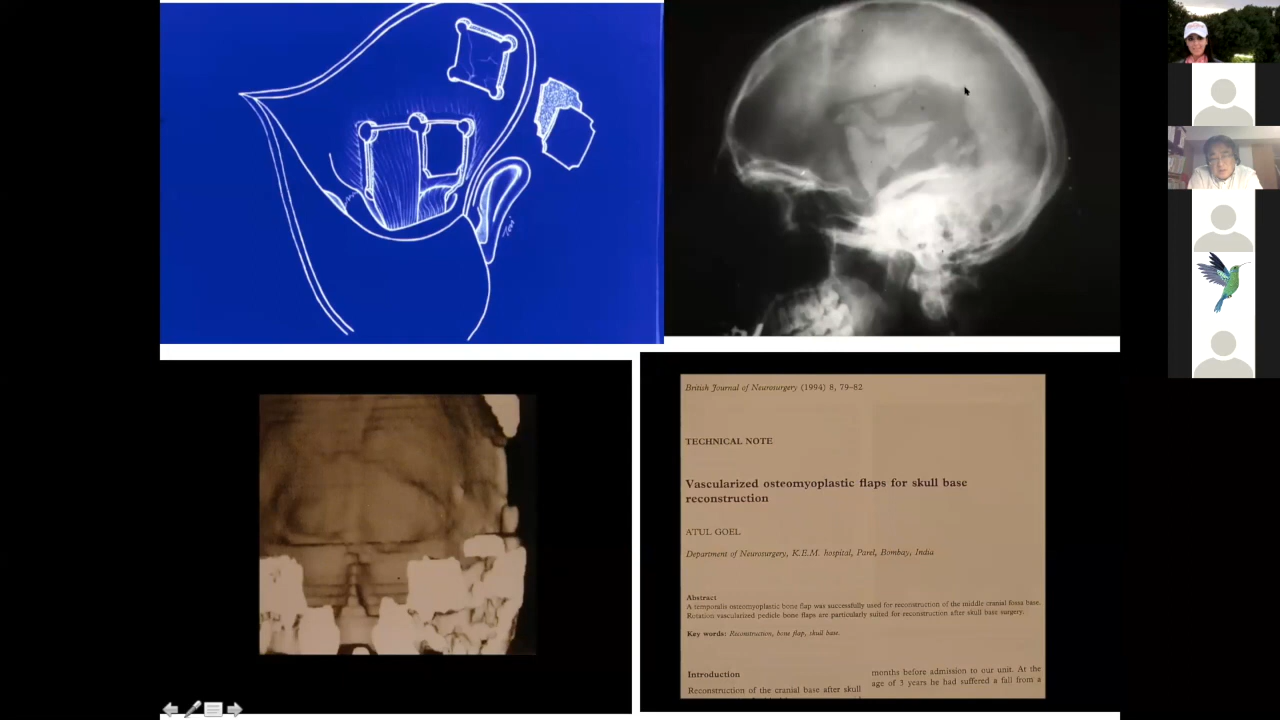 British Journal of Neurosurgery (1994) 8, 79–82
TECHNICAL NOTE
Vascularized osteomyoplastic flaps for skull base
reconstruction
ATUL GOEL
Department of Neurosurgery, K.E.M. hospital, Parel, Bombay, India
Abstract
A temporalis osteomyoplastic bone flap was successfully used for reconstruction of the middle cranial fossa base.
Rotation vascularized pedicle bone flaps are particularly suited for reconstruction after skull base surgery.
Key words: Reconstruction, bone flap, skull base.
Introduction
Reconstruction of the cranial base after skull
months before admission to our unit. At the
age of 3 years he had suffered a fall from a